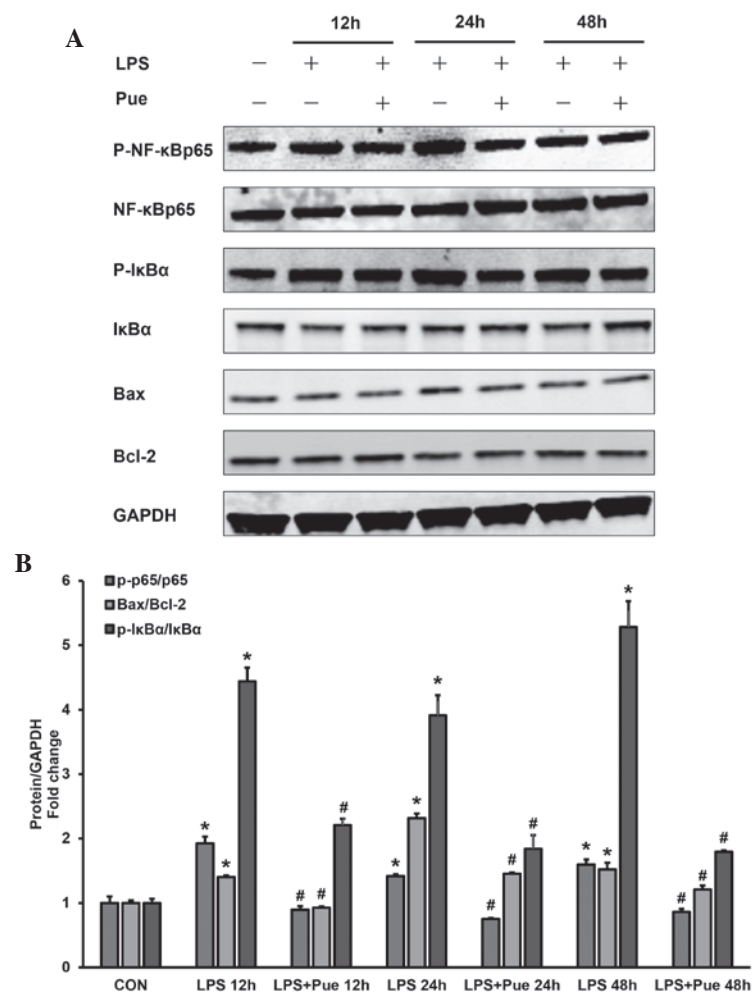 A
12h 24h 48h
LPS − + + + + + +
Pue − − + − + − +
P-NF-κBp65
NF-κBp65
P-IκBα
IκBα
Bax
Bcl-2
GAPDH
B
Protein/GAPDH
Fold change
6
5
4
3
2
1
0
p-p65/p65
Bax/Bcl-2
p-IκBα/IκBα
* * *
# # #
* * *
# # #
* * *
# # #
CON LPS 12h LPS+Pue 12h LPS 24h LPS+Pue 24h LPS 48h LPS+Pue 48h